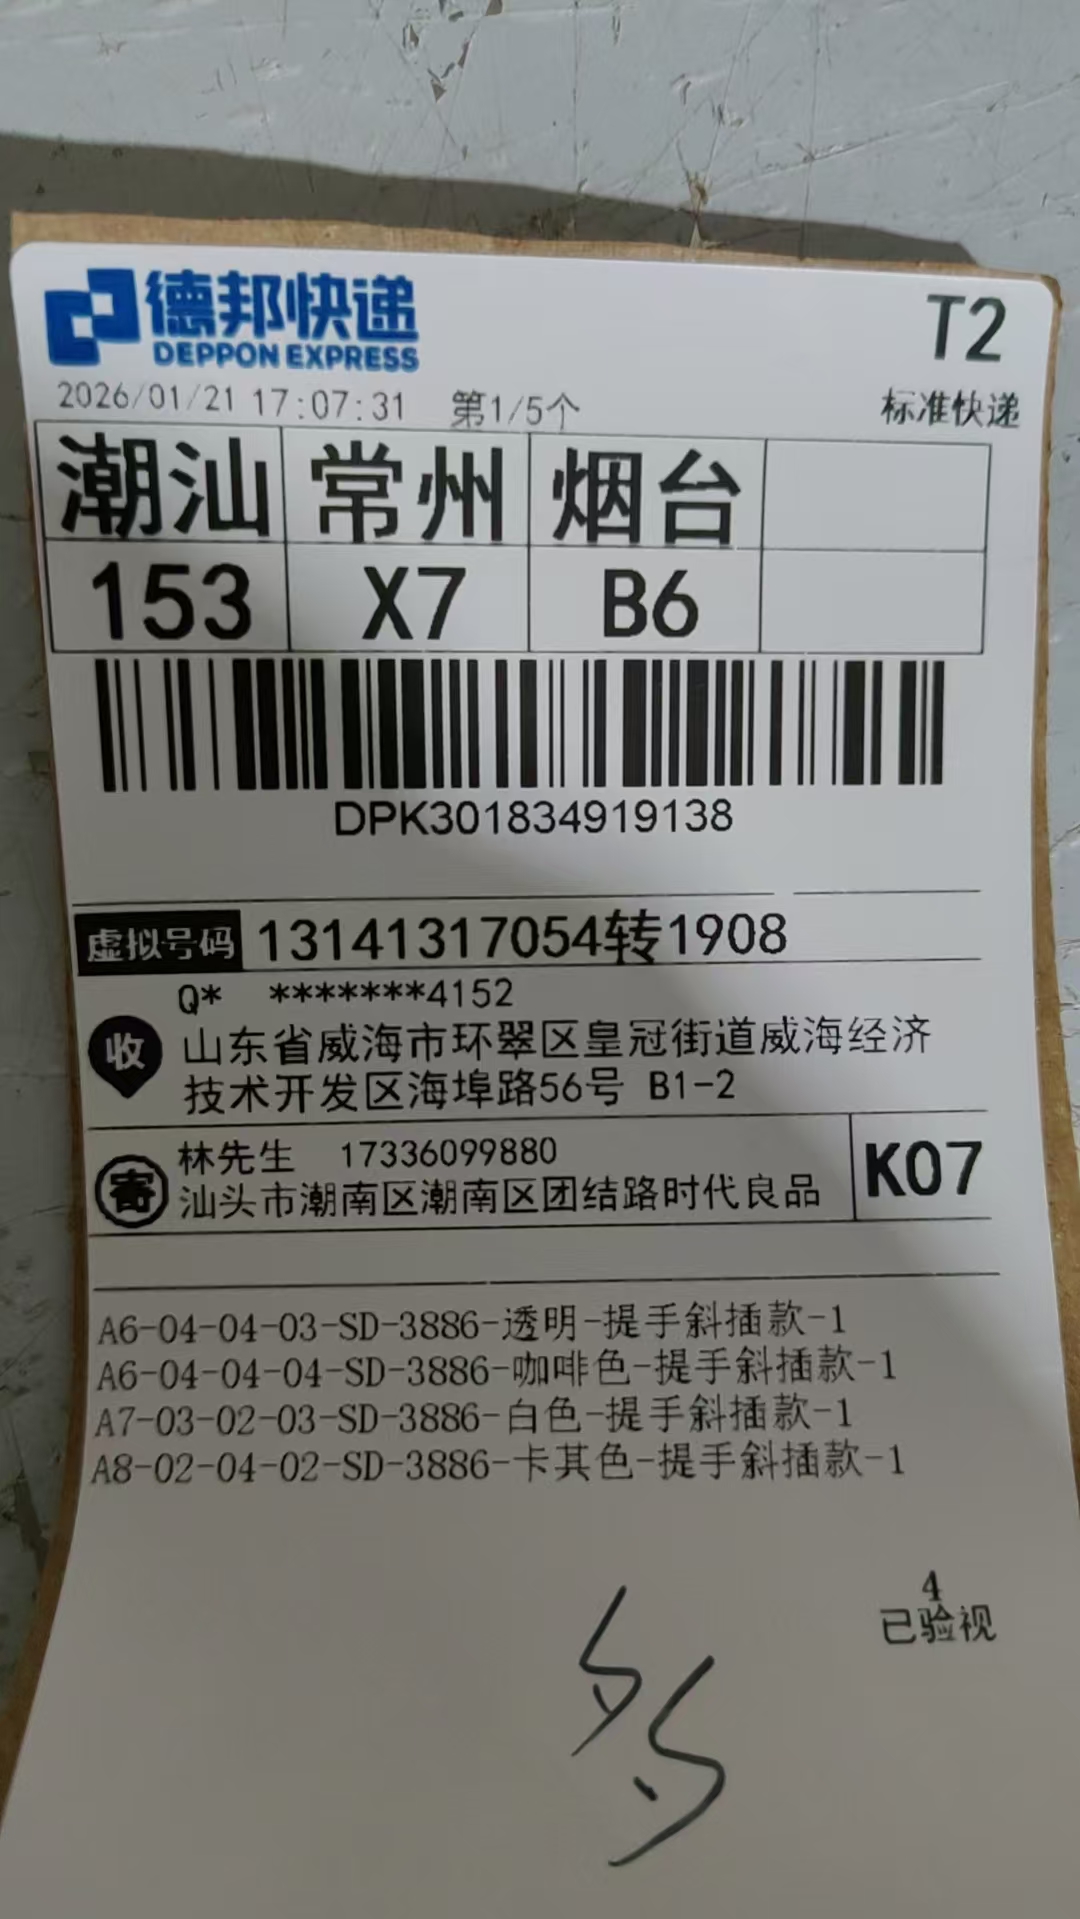 德邦快递
DEPPON EXPRESS
T2
2026/01/21 17:07:31 第1/5个
标准快递
潮汕 常州 烟台
153 X7 B6
DPK301834919138
虚拟号码 13141317054转1908
Q* *******4152
收
山东省威海市环翠区皇冠街道威海经济
技术开发区海埠路56号 B1-2
寄
林先生 17336099880
汕头市潮南区潮南区团结路时代良品
K07
A6-04-04-03-SD-3886-透明-提手斜插款-1
A6-04-04-04-SD-3886-咖啡色-提手斜插款-1
A7-03-02-03-SD-3886-白色-提手斜插款-1
A8-02-04-02-SD-3886-卡其色-提手斜插款-1
4
已验视